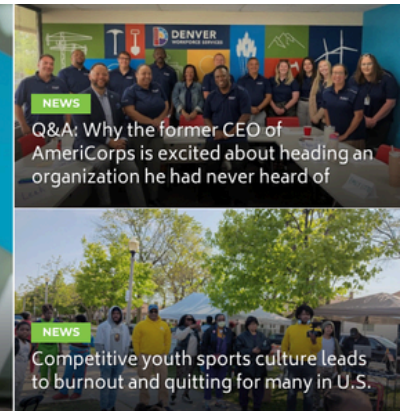 DENVER
WORKFORCE SERVICES
NEWS
Q&A: Why the former CEO of
AmeriCorps is excited about heading an
organization he had never heard of
NEWS
Competitive youth sports culture leads
to burnout and quitting for many in U.S.